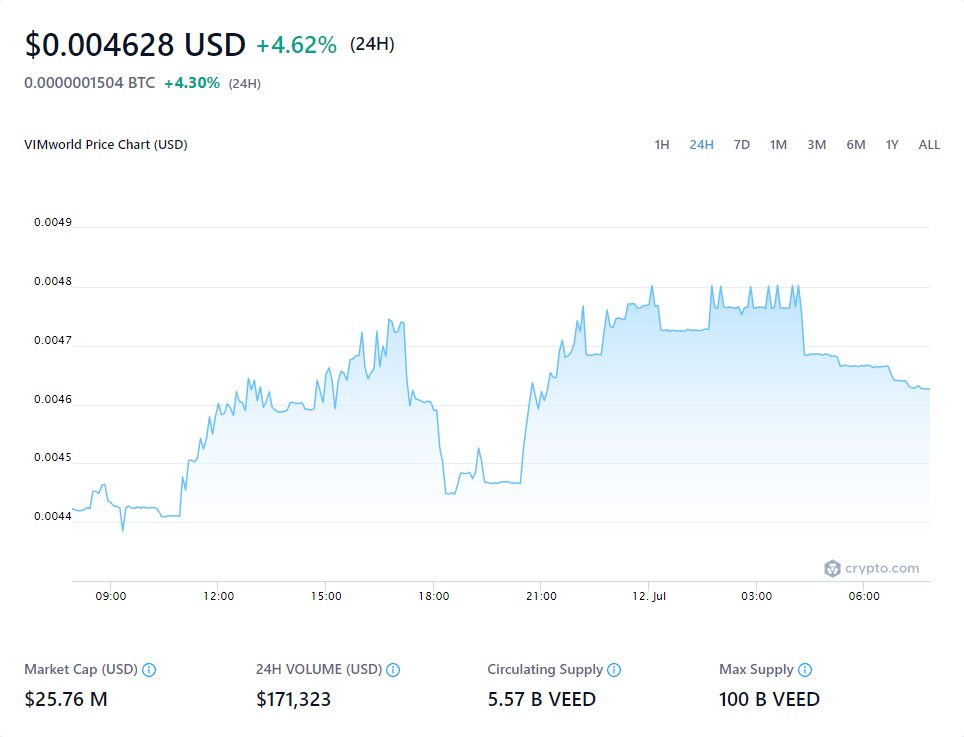 $0.004628 USD +4.62% (24H)
0.0000001504 BTC +4.30% (24H)
VIMworld Price Chart (USD) 1H 24H 7D 1M 3M 6M 1Y ALL
0.0049
0.0048
0.0047
0.0046
0.0045
0.0044
crypto.com
09:00 12:00 15:00 18:00 21:00 12. Jul 03:00 06:00
Market Cap (USD) 24H VOLUME (USD) Circulating Supply Max Supply
$25.76 M $171,323 5.57 B VEED 100 B VEED